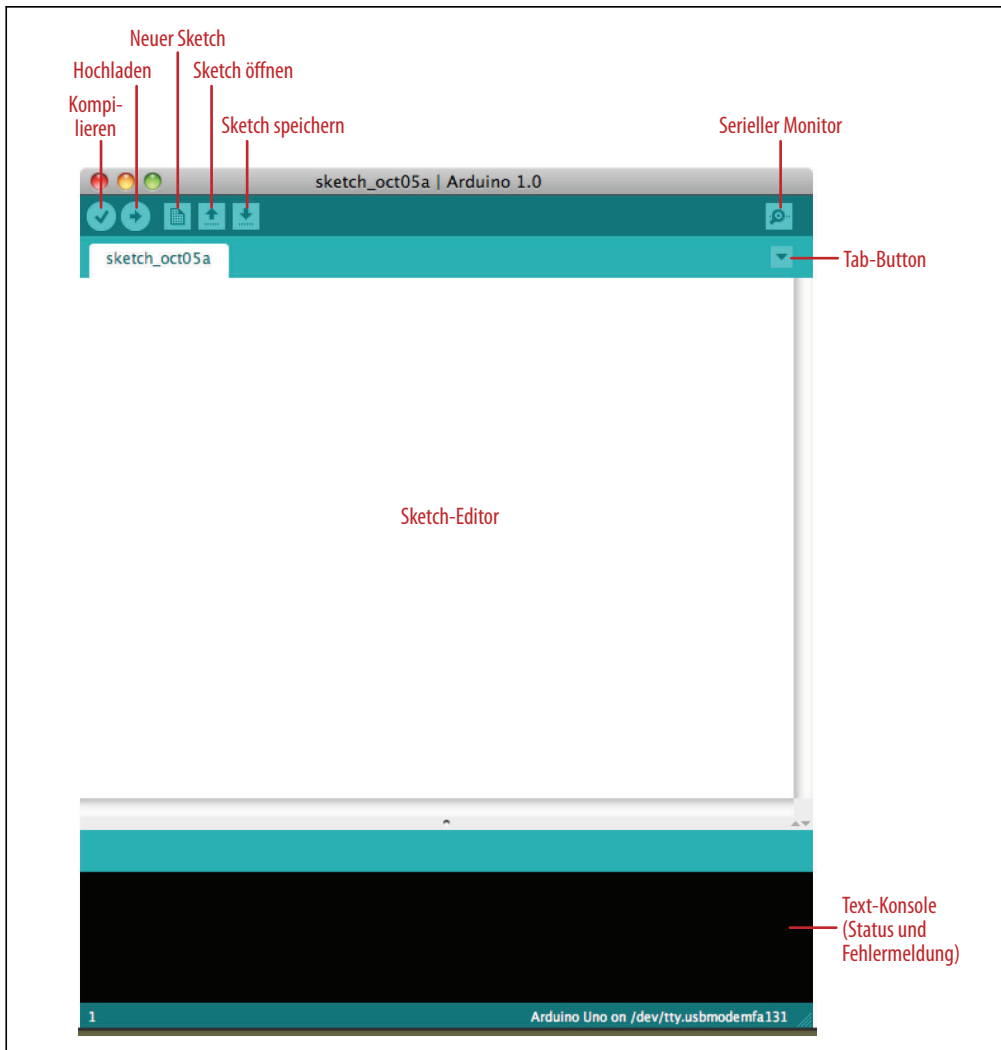 Neuer Sketch
Hochladen
Sketch öffnen
Kompi-
lieren
Sketch speichern
Serieller Monitor
sketch_oct05a | Arduino 1.0
sketch_oct05a
Tab-Button
Sketch-Editor
Text-Konsole
(Status und
Fehlermeldung)
1
Arduino Uno on /dev/tty.usbmodemfa131